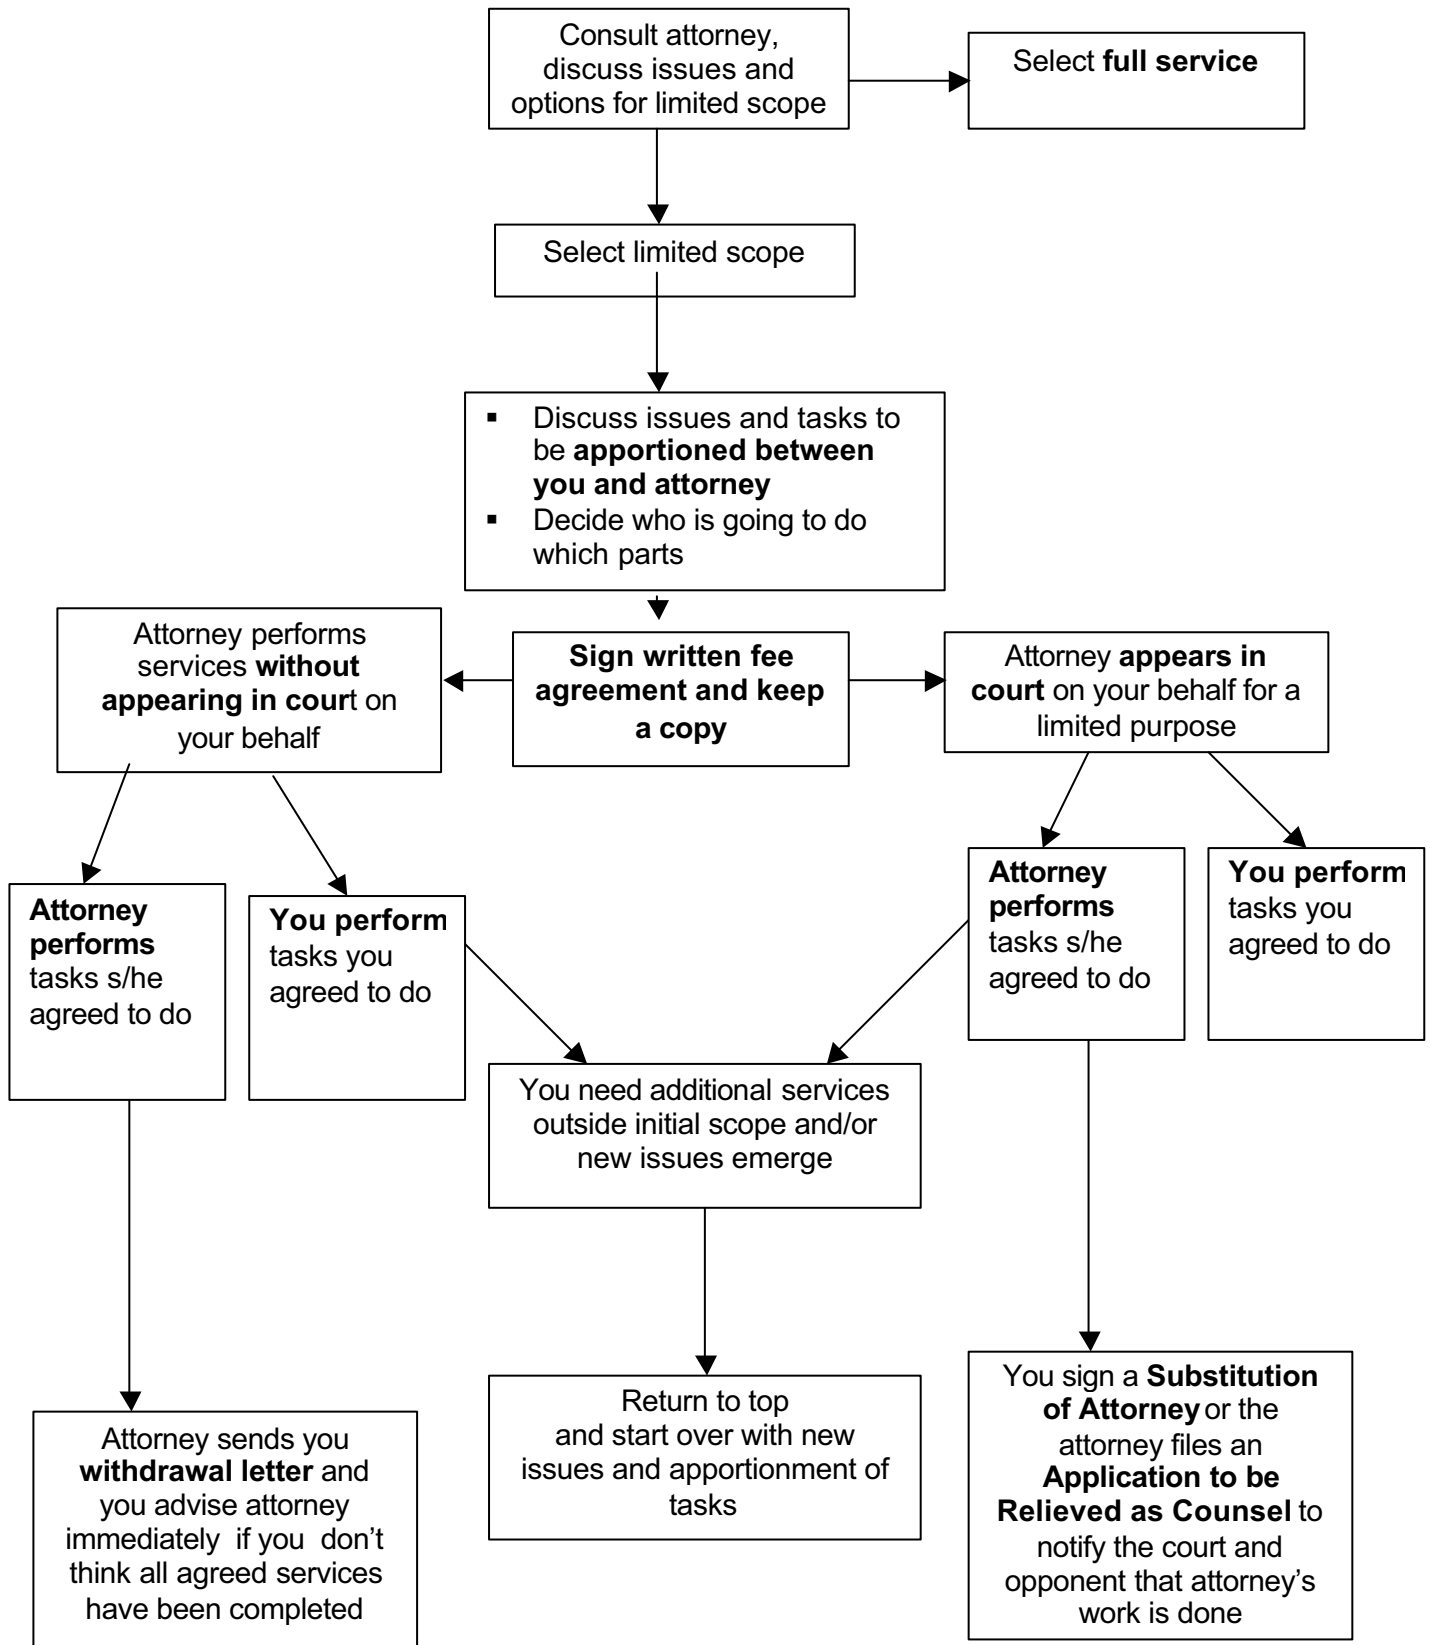 Consult attorney,
discuss issues and
options for limited scope
Select full service
Select limited scope
▪ Discuss issues and tasks to
be apportioned between
you and attorney
▪ Decide who is going to do
which parts
Attorney performs
services without
appearing in court on
your behalf
Sign written fee
agreement and keep
a copy
Attorney appears in
court on your behalf for a
limited purpose
Attorney
performs
tasks s/he
agreed to do
You perform
tasks you
agreed to do
Attorney
performs
tasks s/he
agreed to do
You perform
tasks you
agreed to do
You need additional services
outside initial scope and/or
new issues emerge
Attorney sends you
withdrawal letter and
you advise attorney
immediately if you don’t
think all agreed services
have been completed
Return to top
and start over with new
issues and apportionment of
tasks
You sign a Substitution
of Attorney or the
attorney files an
Application to be
Relieved as Counsel to
notify the court and
opponent that attorney’s
work is done